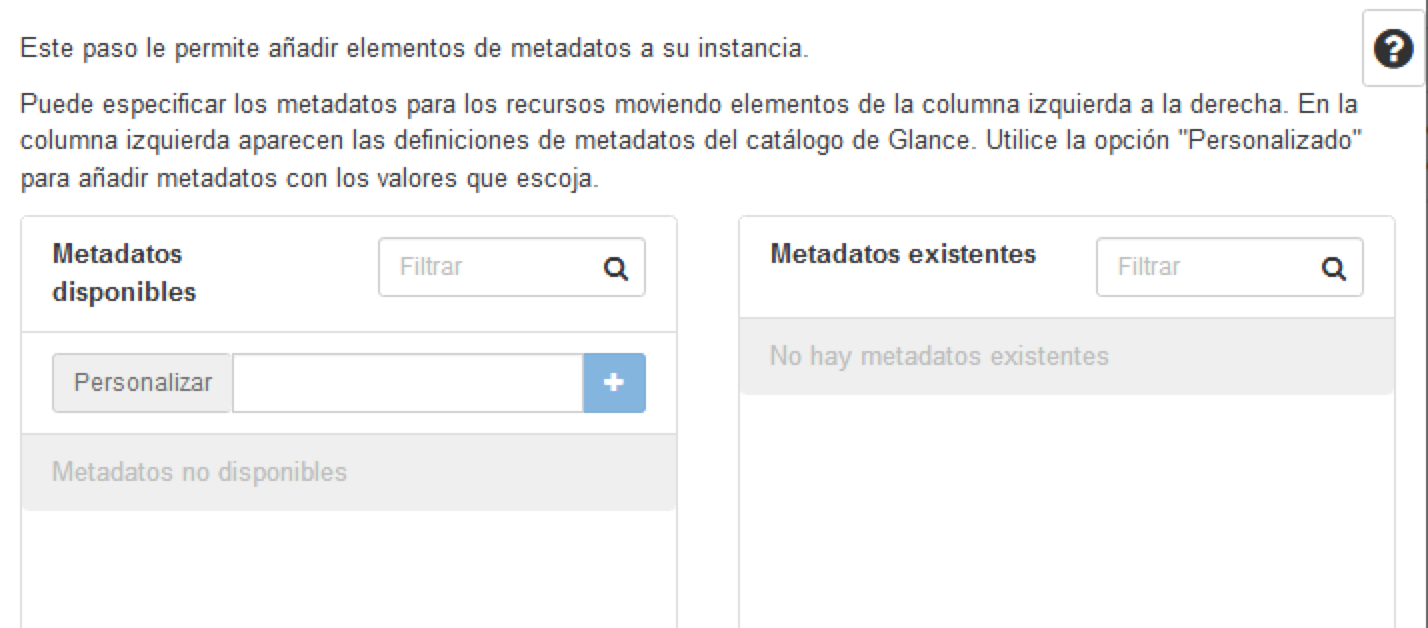 Este paso le permite añadir elementos de metadatos a su instancia.
Puede especificar los metadatos para los recursos moviendo elementos de la columna izquierda a la derecha. En la
columna izquierda aparecen las definiciones de metadatos del catálogo de Glance. Utilice la opción "Personalizado"
para añadir metadatos con los valores que escoja.
Metadatos
disponibles
Filtrar
Personalizar
Metadatos no disponibles
Metadatos existentes
Filtrar
No hay metadatos existentes